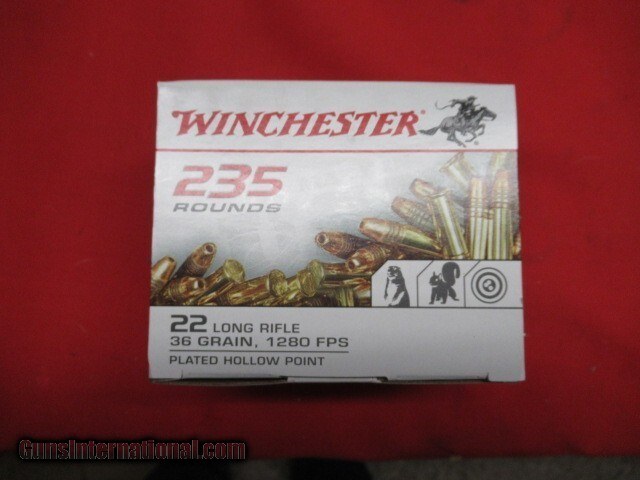 WINCHESTER
235
ROUNDS
22 LONG RIFLE
36 GRAIN, 1280 FPS
PLATED HOLLOW POINT
GunsInternational.com